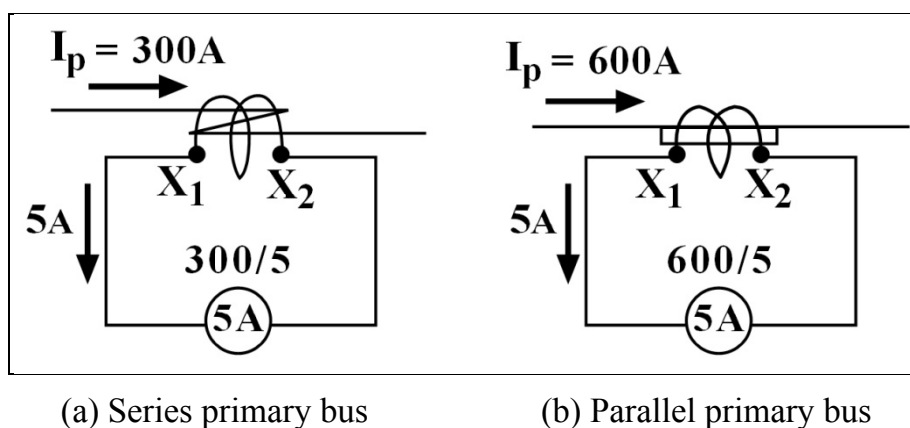 Ip = 300A
X1
X2
5A
300/5
5A
(a) Series primary bus
Ip = 600A
X1
X2
5A
600/5
5A
(b) Parallel primary bus